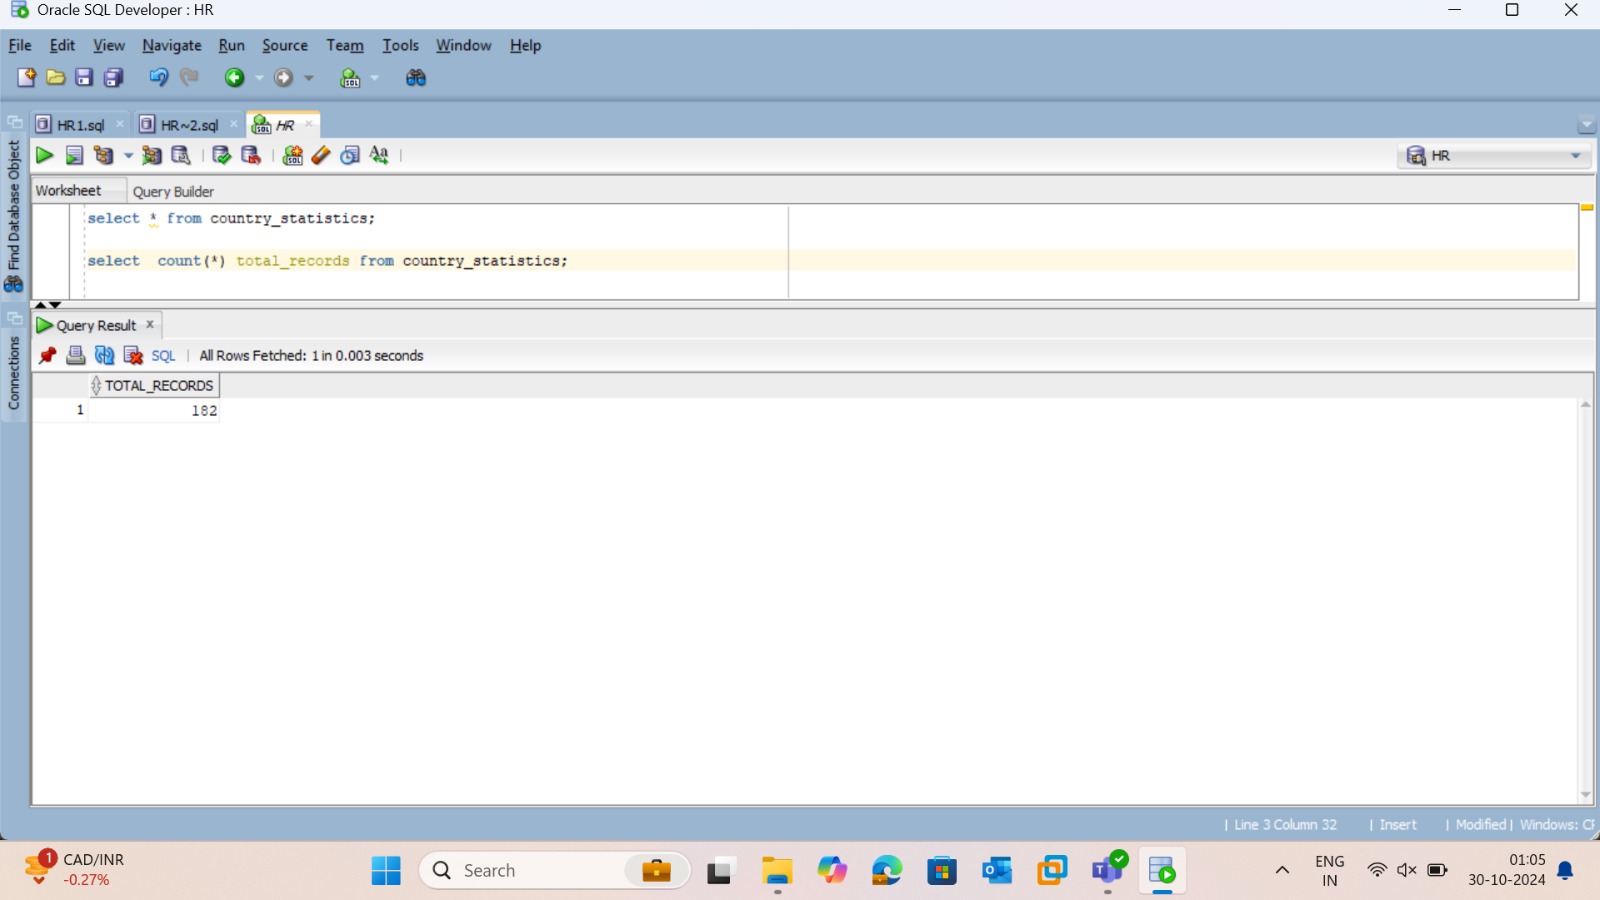 Oracle SQL Developer : HR
File Edit View Navigate Run Source Team Tools Window Help
HR1.sql HR~2.sql HR
HR
Find Database Object
Connections
Worksheet Query Builder
select * from country_statistics;
select  count(*) total_records from country_statistics;
Query Result
SQL | All Rows Fetched: 1 in 0.003 seconds
TOTAL_RECORDS
1 182
| Line 3 Column 32 | Insert | Modified | Windows: CF
1 CAD/INR
-0.27%
Search
ENG
IN
01:05
30-10-2024